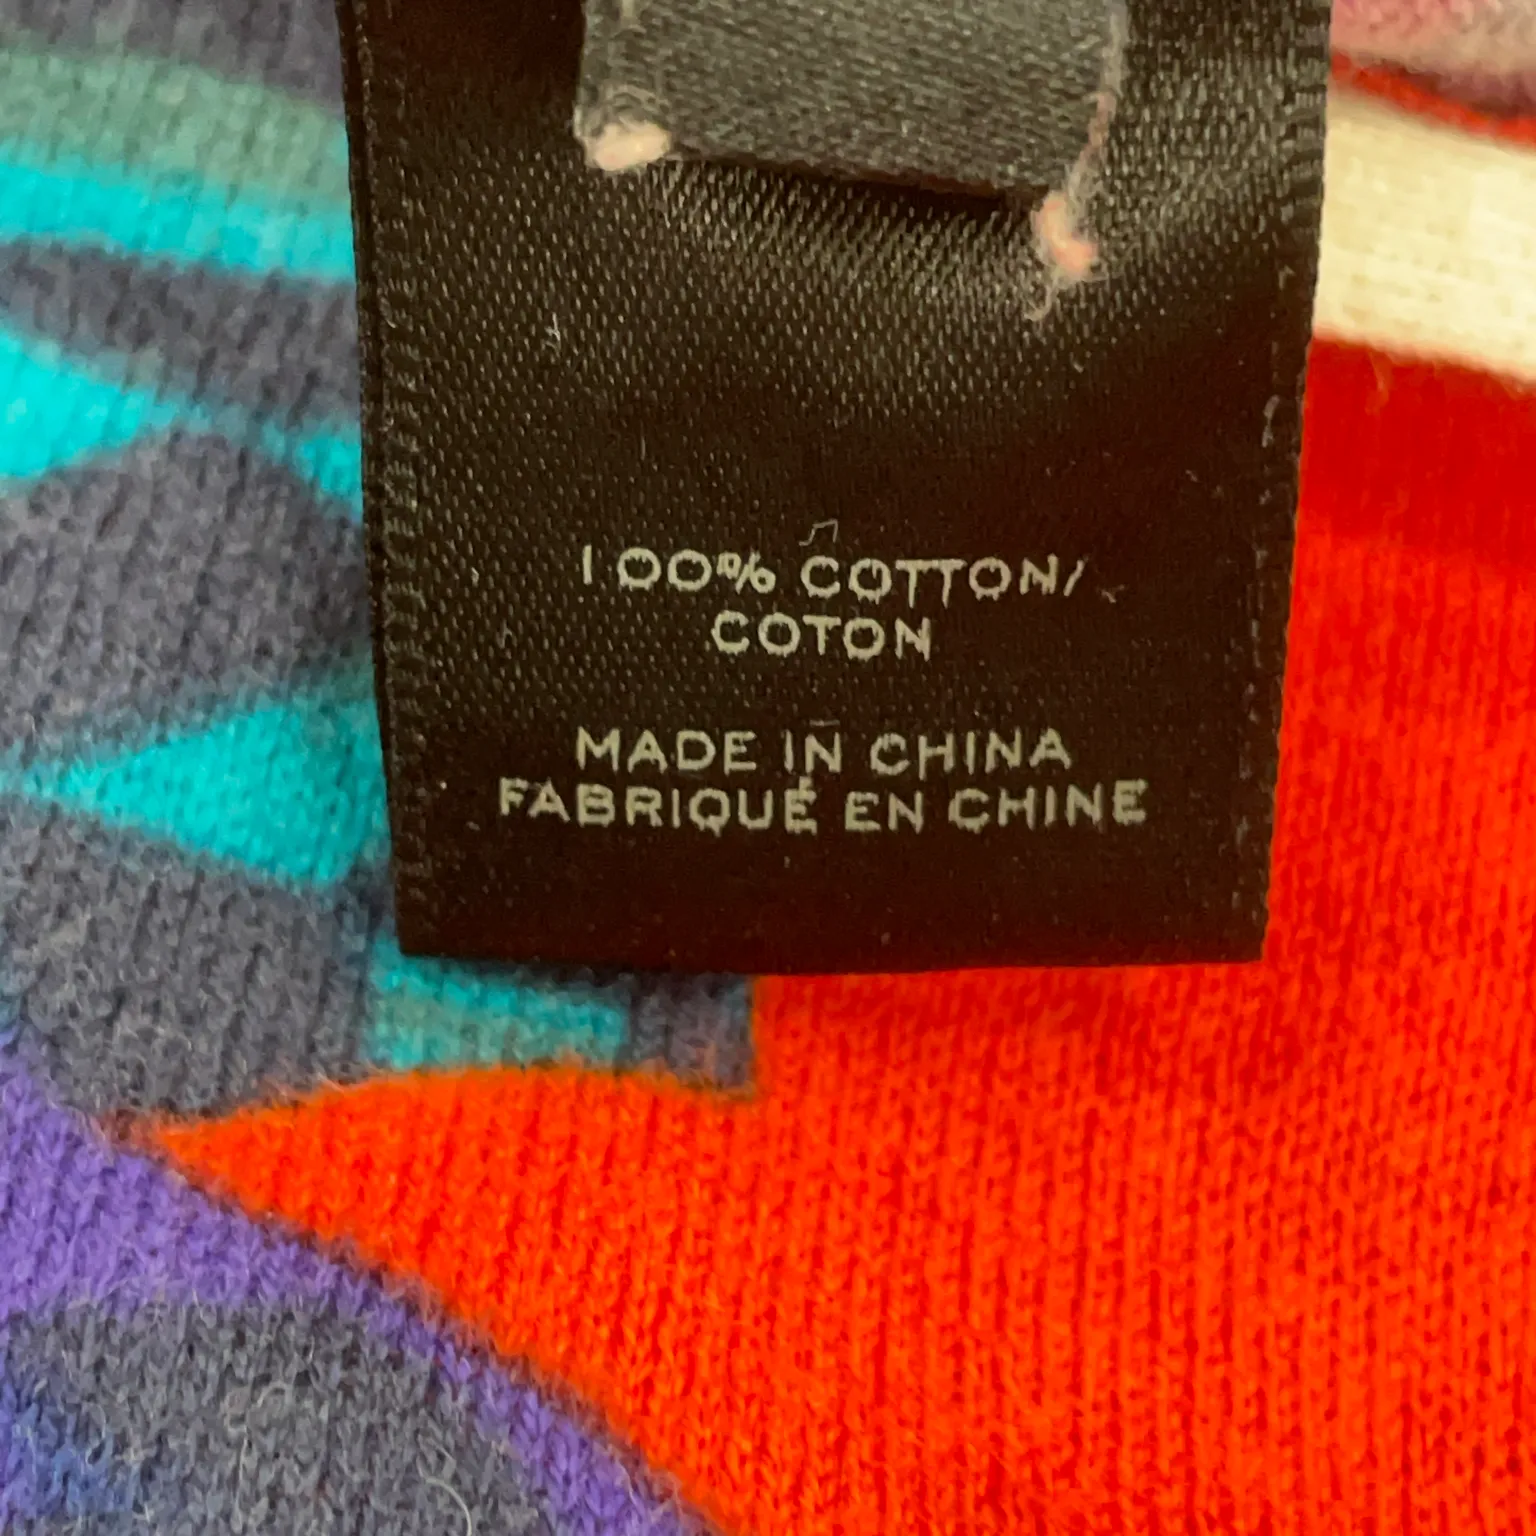 100% COTTON/
COTON
MADE IN CHINA
FABRIQUÉ EN CHINE